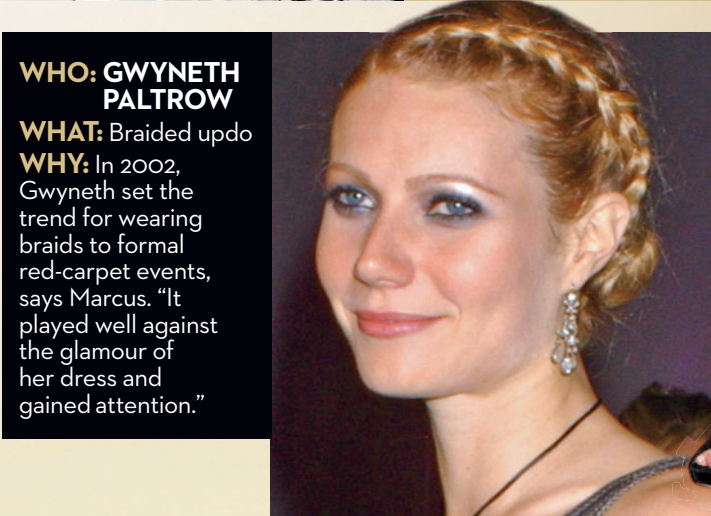 WHO: GWYNETH
PALTROW
WHAT: Braided updo
WHY: In 2002,
Gwyneth set the
trend for wearing
braids to formal
red-carpet events,
says Marcus. “It
played well against
the glamour of
her dress and
gained attention.”